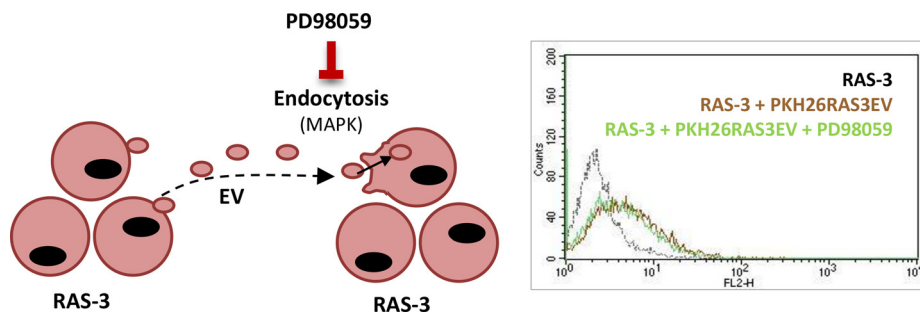 PD98059
Endocytosis
(MAPK)
EV
RAS-3
RAS-3
RAS-3
RAS-3 + PKH26RAS3EV
RAS-3 + PKH26RAS3EV + PD98059
Counts
200
160
120
80
40
0
10⁰
10¹
10²
10³
FL2-H